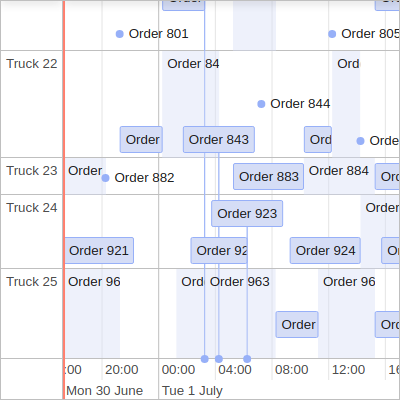 Order 801
Order 805
Truck 22
Order 84
Ord
Order 844
Order
Order 843
Ord
Orde
Truck 23
Order
Order 882
Order 883
Order 884
Ord
Truck 24
Order 923
Order
Order 921
Order 92
Order 924
O
Truck 25
Order 96
Ord
Order 963
Order 96
Order
Ord
:00
20:00
00:00
04:00
08:00
12:00
16
Mon 30 June
Tue 1 July